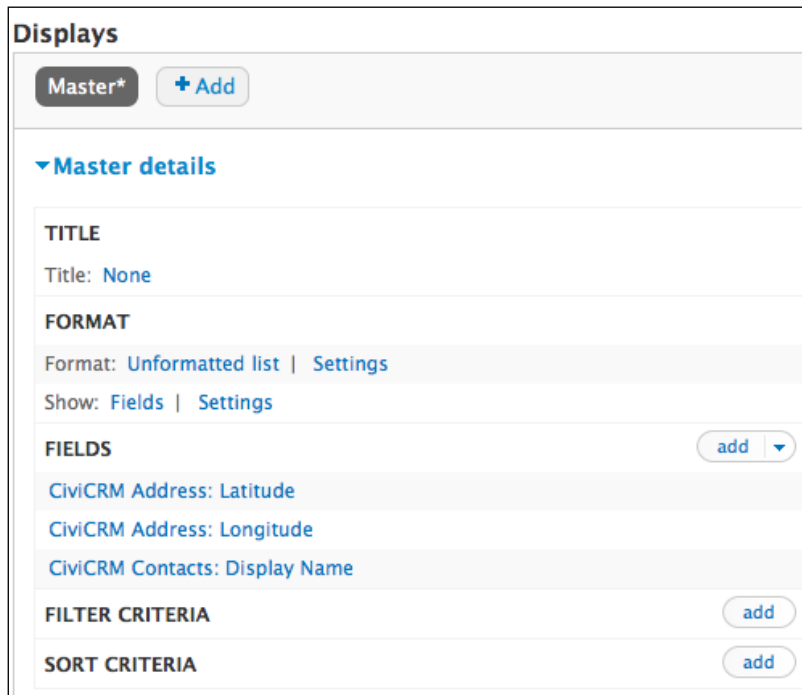 Displays
Master* + Add
Master details
TITLE
Title: None
FORMAT
Format: Unformatted list | Settings
Show: Fields | Settings
FIELDS add
CiviCRM Address: Latitude
CiviCRM Address: Longitude
CiviCRM Contacts: Display Name
FILTER CRITERIA add
SORT CRITERIA add